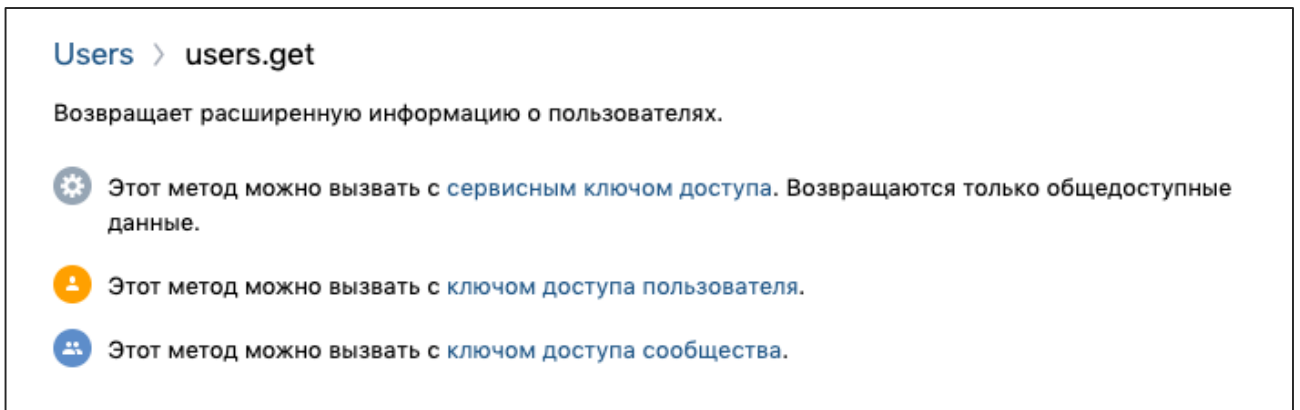 Users > users.get
Возвращает расширенную информацию о пользователях.
Этот метод можно вызвать с сервисным ключом доступа. Возвращаются только общедоступные
данные.
Этот метод можно вызвать с ключом доступа пользователя.
Этот метод можно вызвать с ключом доступа сообщества.